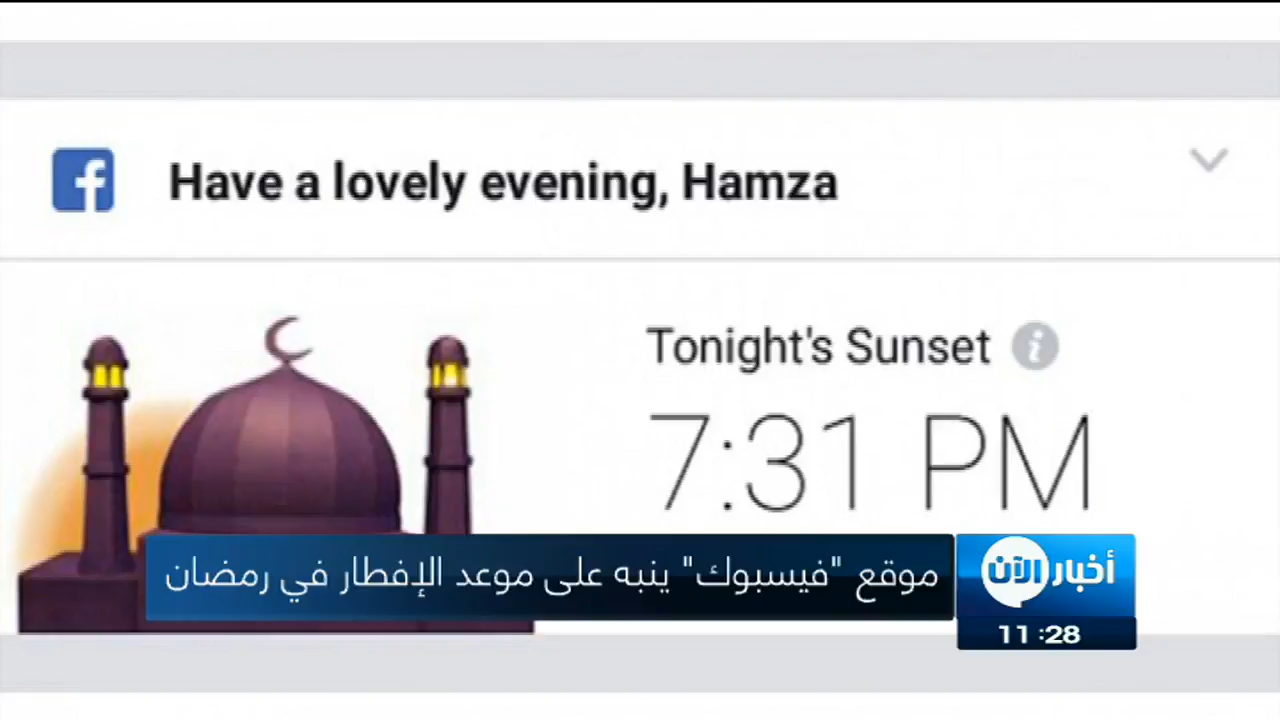 Have a lovely evening, Hamza
Tonight's Sunset
7:31 PM
موقع "فيسبوك" ينبه على موعد الإفطار في رمضان
أخبار الآن
11:28